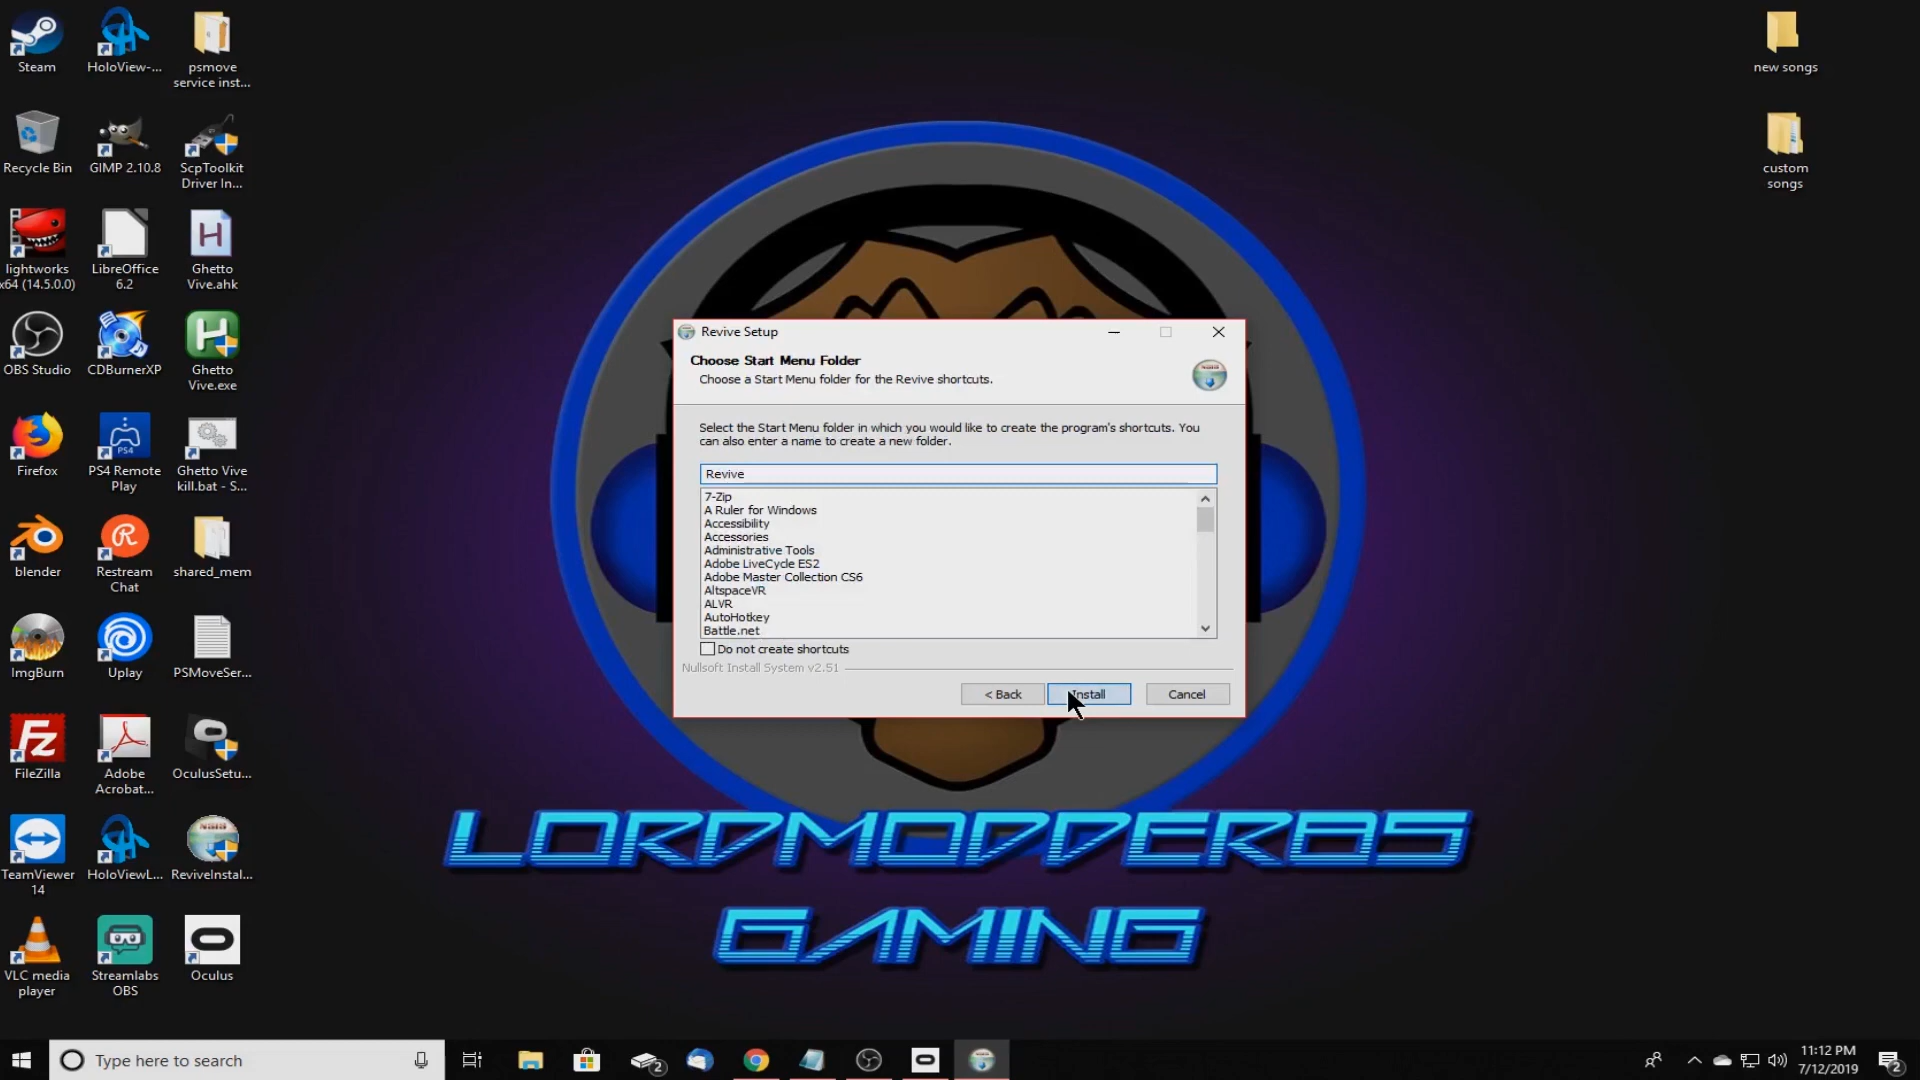 Steam
HoloView-...
psmove
service inst...
Recycle Bin
GIMP 2.10.8
ScpToolkit
Driver In...
lightworks
x64 (14.5.0.0)
LibreOffice
6.2
Ghetto
Vive.ahk
OBS Studio
CDBurnerXP
Ghetto
Vive.exe
Firefox
PS4
PS4 Remote
Play
Ghetto Vive
kill.bat - S...
blender
Restream
Chat
shared_mem
ImgBurn
Uplay
PSMoveSer...
FileZilla
Adobe
Acrobat...
OculusSetu...
TeamViewer
14
HoloViewL...
ReviveInstal...
VLC media
player
Streamlabs
OBS
Oculus
new songs
custom
songs
Revive Setup
Choose Start Menu Folder
Choose a Start Menu folder for the Revive shortcuts.
Select the Start Menu folder in which you would like to create the program's shortcuts. You
can also enter a name to create a new folder.
Revive
7-Zip
A Ruler for Windows
Accessibility
Accessories
Administrative Tools
Adobe LiveCycle ES2
Adobe Master Collection CS6
AltspaceVR
ALVR
AutoHotkey
Battle.net
Do not create shortcuts
Nullsoft Install System v2.51
< Back
Install
Cancel
LORDMODDER85
GAMING
Type here to search
2
11:12 PM
7/12/2019
2